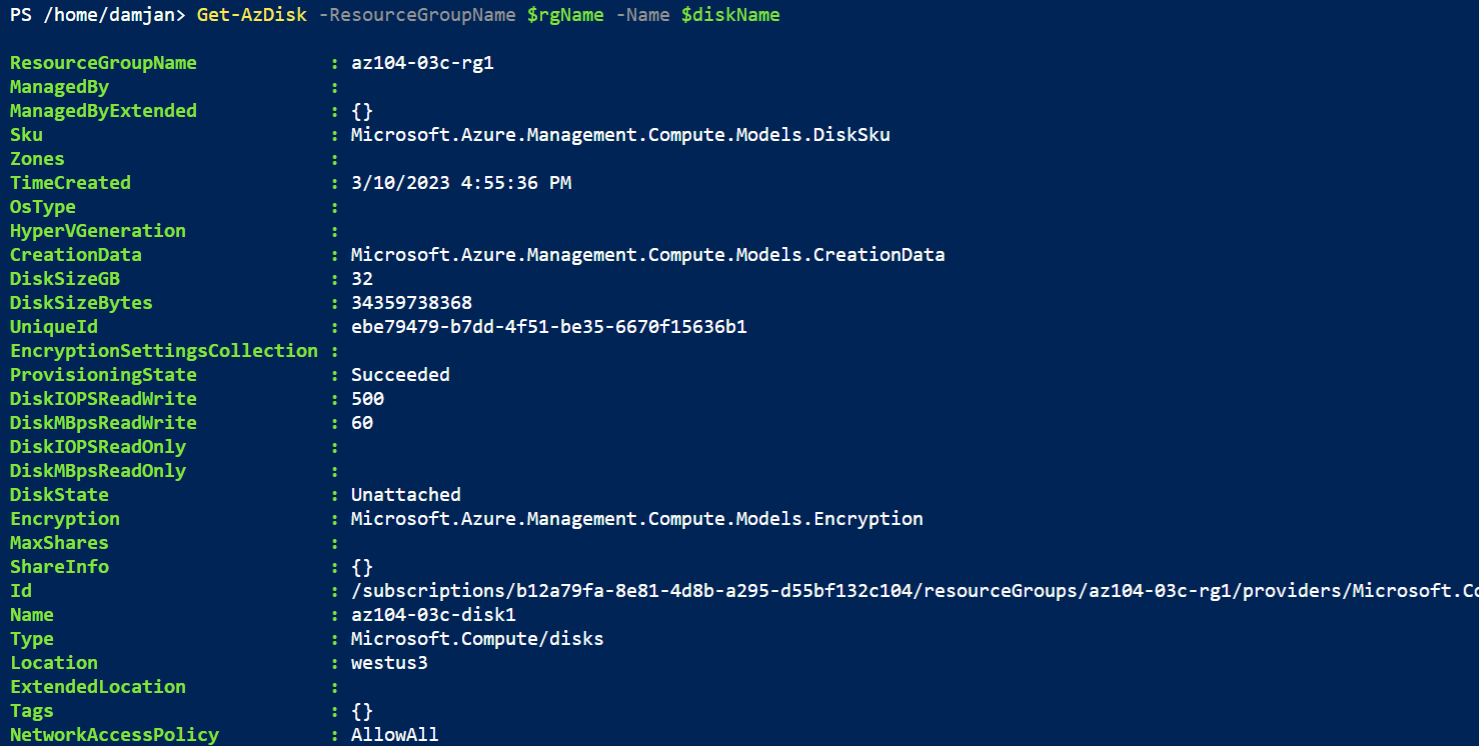 PS /home/damjan> Get-AzDisk -ResourceGroupName $rgName -Name $diskName
ResourceGroupName : az104-03c-rg1
ManagedBy :
ManagedByExtended : {}
Sku : Microsoft.Azure.Management.Compute.Models.DiskSku
Zones :
TimeCreated : 3/10/2023 4:55:36 PM
OsType :
HyperVGeneration :
CreationData : Microsoft.Azure.Management.Compute.Models.CreationData
DiskSizeGB : 32
DiskSizeBytes : 34359738368
UniqueId : ebe79479-b7dd-4f51-be35-6670f15636b1
EncryptionSettingsCollection :
ProvisioningState : Succeeded
DiskIOPSReadWrite : 500
DiskMBpsReadWrite : 60
DiskIOPSReadOnly :
DiskMBpsReadOnly :
DiskState : Unattached
Encryption : Microsoft.Azure.Management.Compute.Models.Encryption
MaxShares :
ShareInfo : {}
Id : /subscriptions/b12a79fa-8e81-4d8b-a295-d55bf132c104/resourceGroups/az104-03c-rg1/providers/Microsoft.Co
Name : az104-03c-disk1
Type : Microsoft.Compute/disks
Location : westus3
ExtendedLocation :
Tags : {}
NetworkAccessPolicy : AllowAll